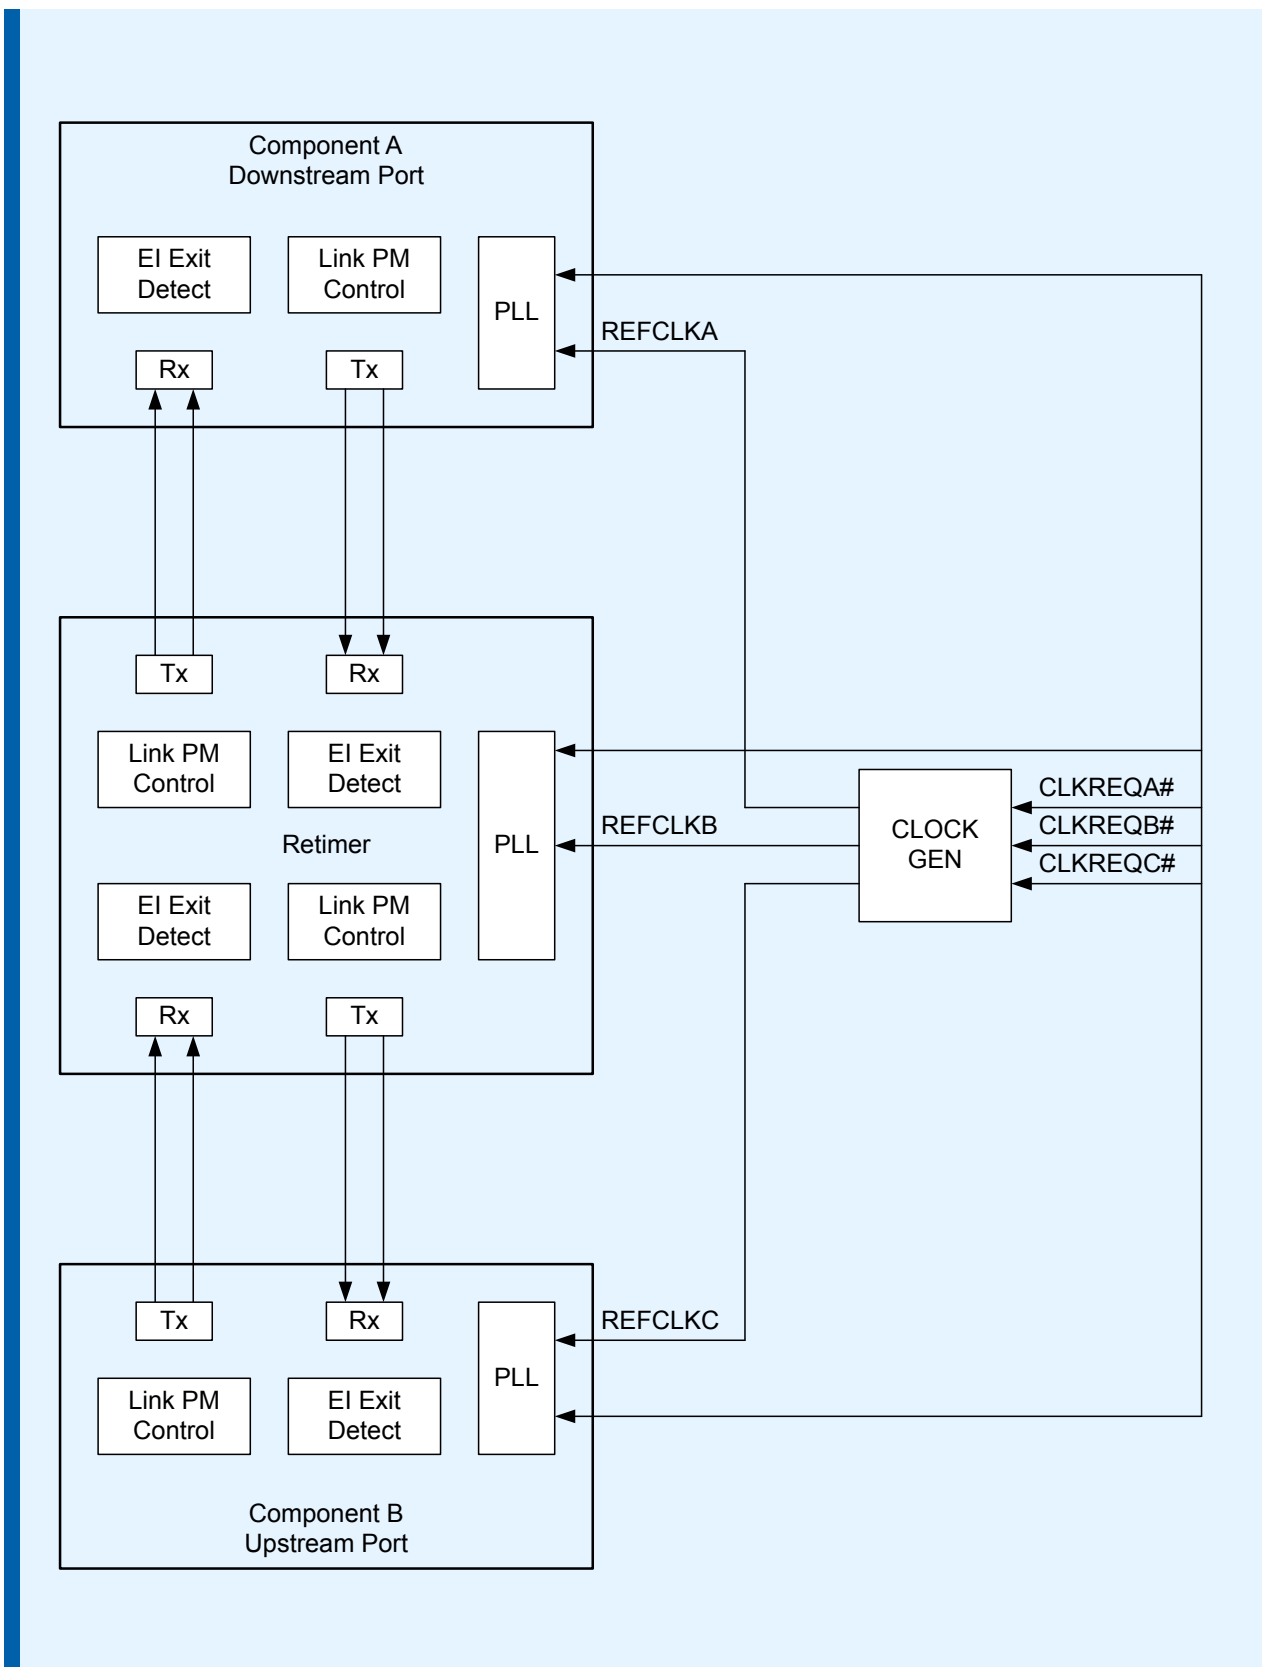 Component A
Downstream Port
EI Exit
Detect
Link PM
Control
PLL
REFCLKA
Rx
Tx
Tx
Rx
Link PM
Control
EI Exit
Detect
Retimer
PLL
REFCLKB
CLOCK
GEN
CLKREQA#
CLKREQB#
CLKREQC#
EI Exit
Detect
Link PM
Control
Rx
Tx
Tx
Rx
PLL
REFCLKC
Link PM
Control
EI Exit
Detect
Component B
Upstream Port